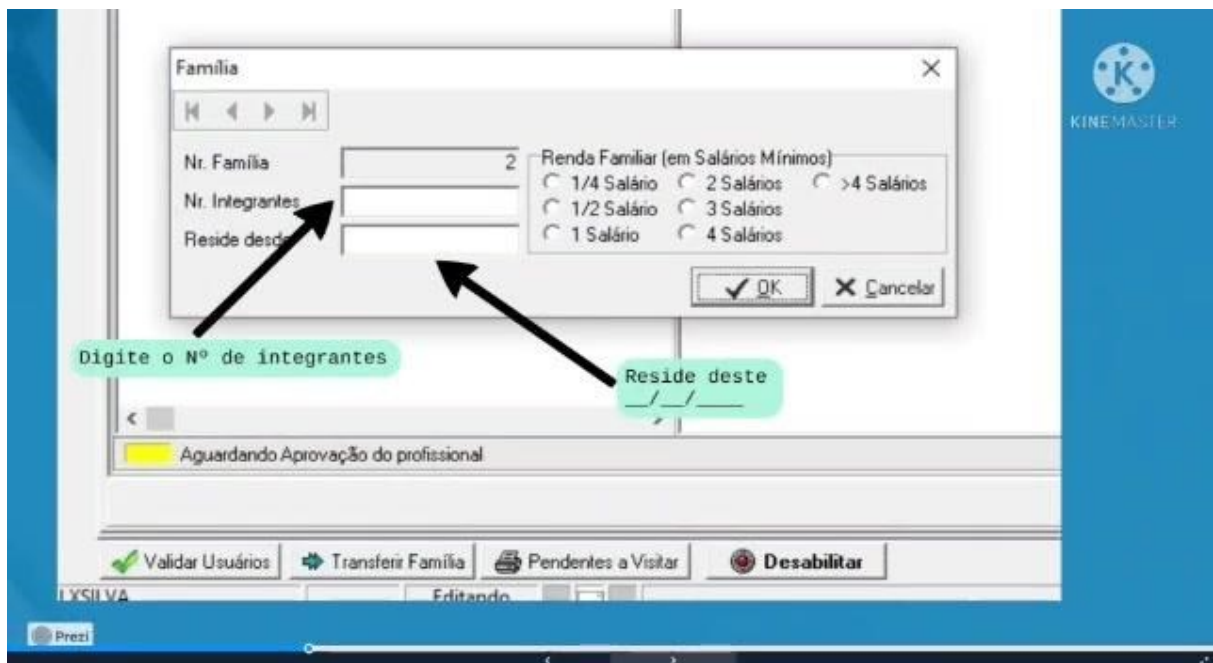 Família
Nr. Família 2
Nr. Integrantes
Reside desde
Renda Familiar (em Salários Mínimos)
1/4 Salário 2 Salários >4 Salários
1/2 Salário 3 Salários
1 Salário 4 Salários
OK Cancelar
K
KINEMASTER
Digite o Nº de integrantes
Reside deste
__/__/____
Aguardando Aprovação do profissional
Validar Usuários Transferir Família Pendentes a Visitar Desabilitar
LXSILVA Editando
Prezi